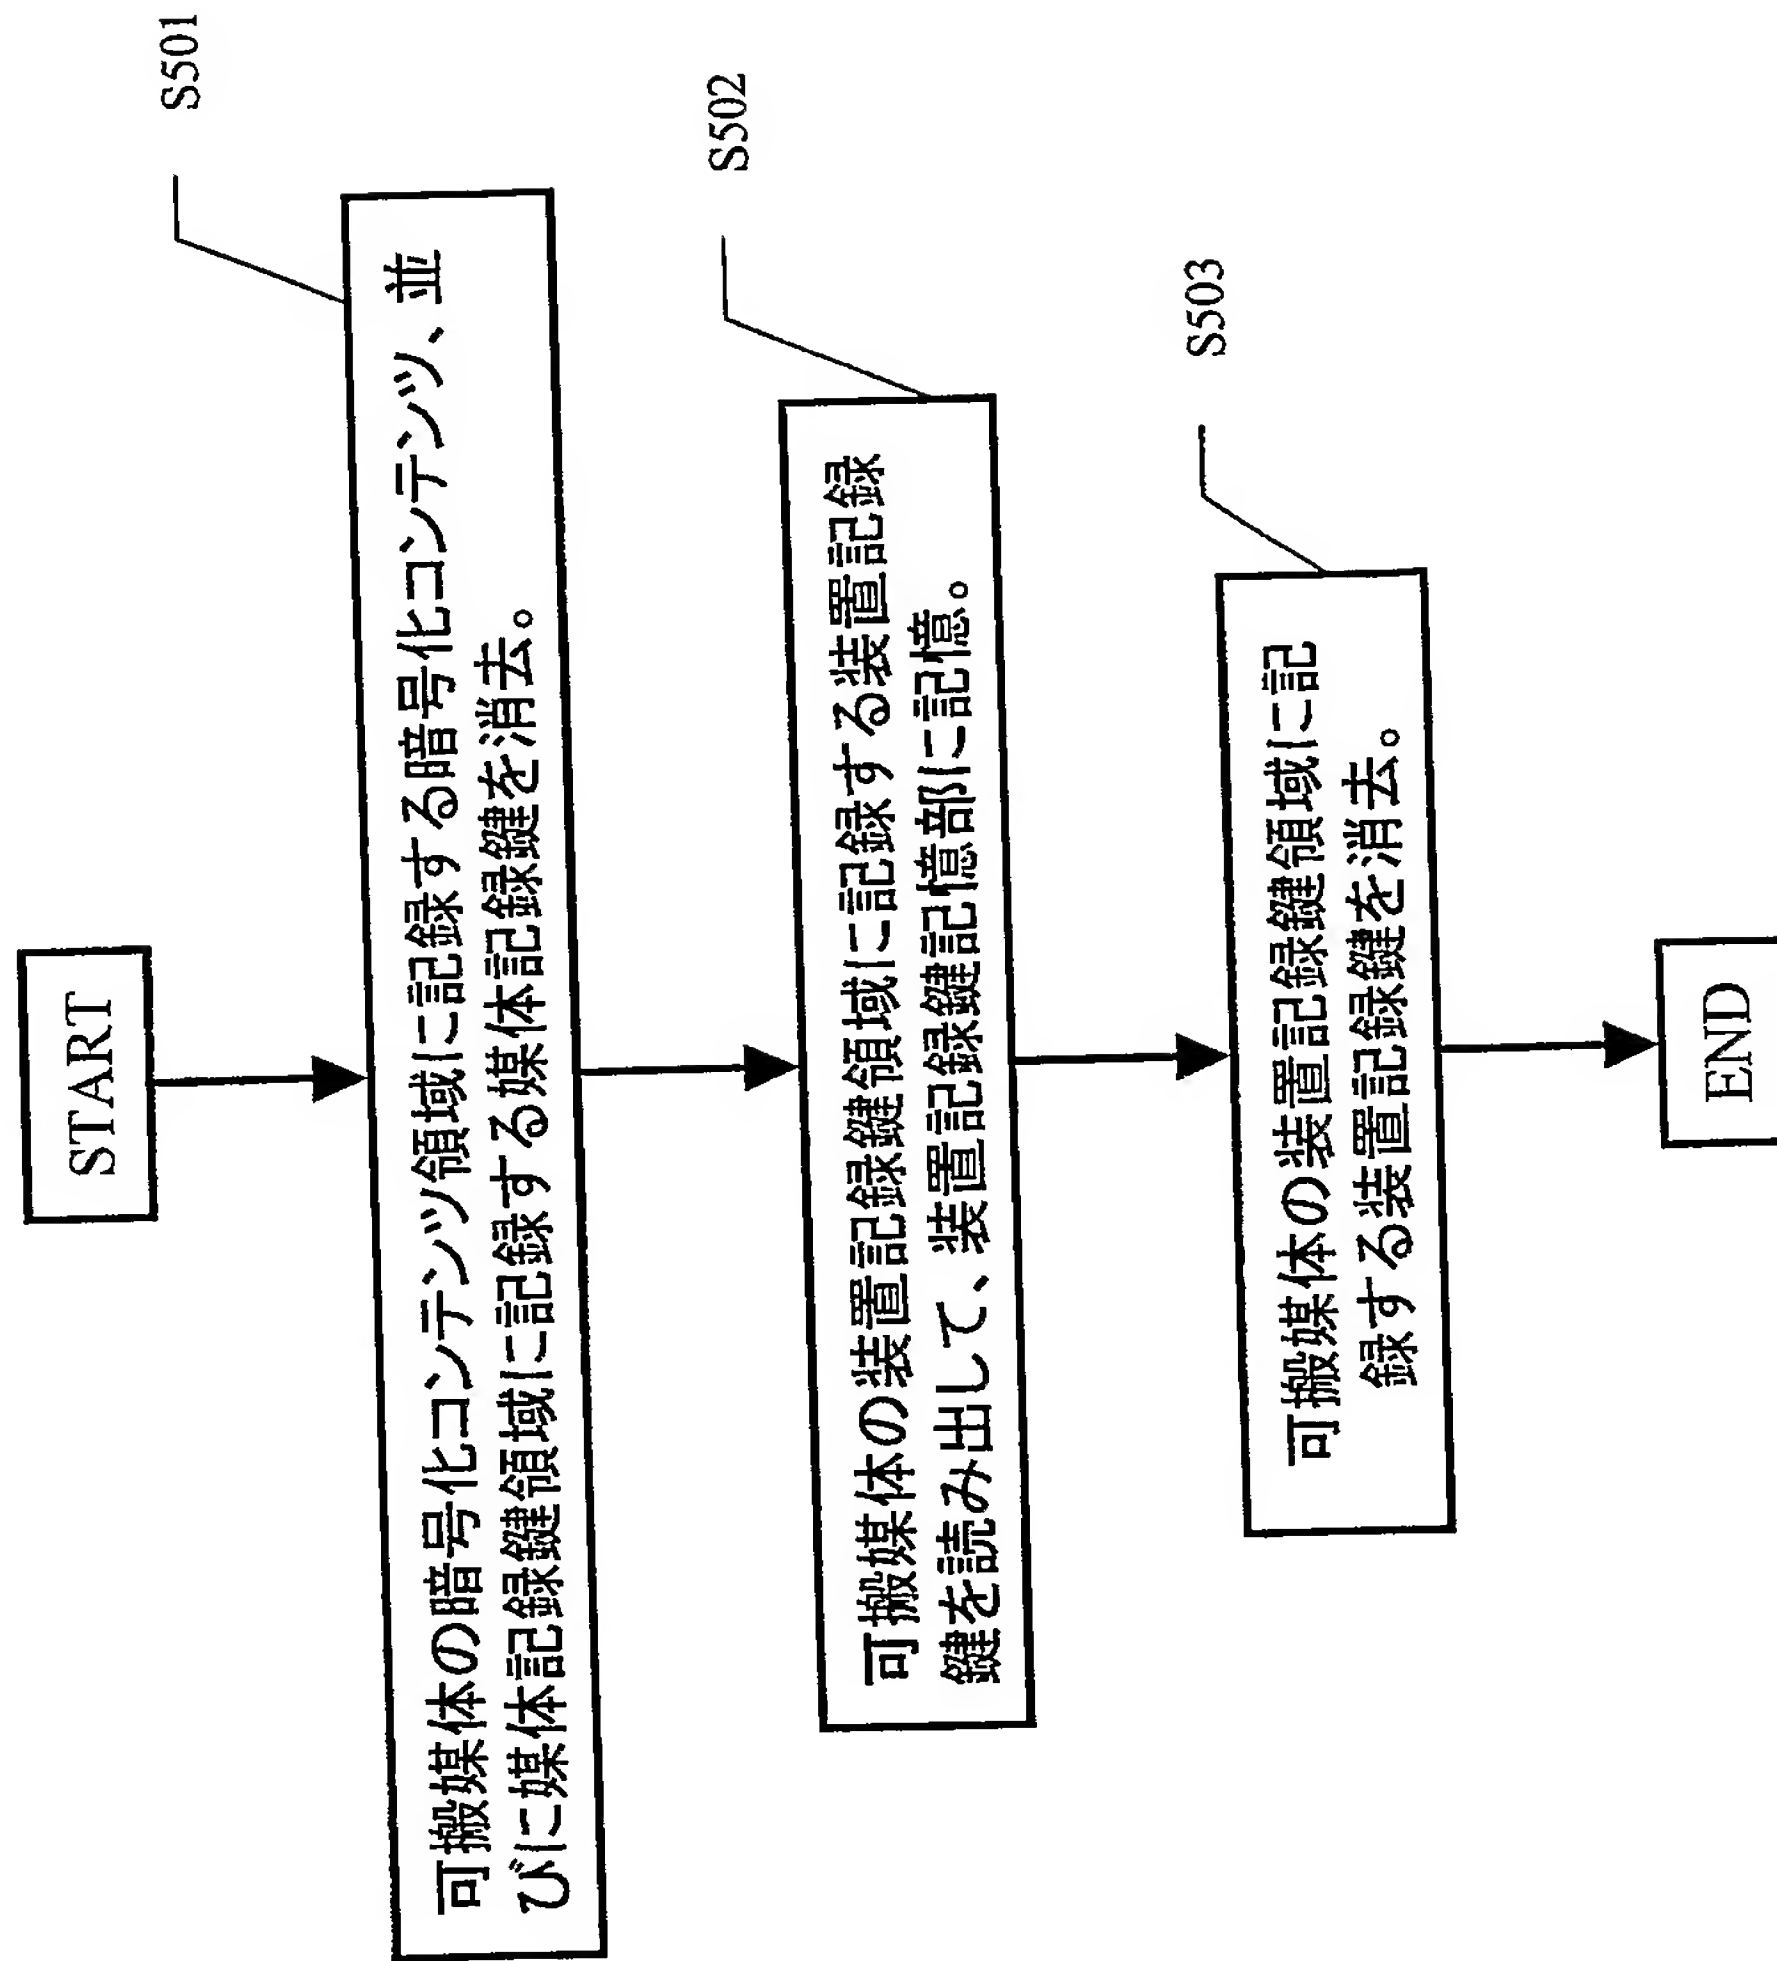 START
S501
可搬媒体の暗号化コンテンツ領域に記録する暗号化コンテンツ、並
びに媒体記録鍵領域に記録する媒体記録鍵を消去。
S502
可搬媒体の装置記録鍵領域に記録する装置記録
鍵を読み出して、装置記録鍵記憶部に記憶。
S503
可搬媒体の装置記録鍵領域に記
録する装置記録鍵を消去。
END